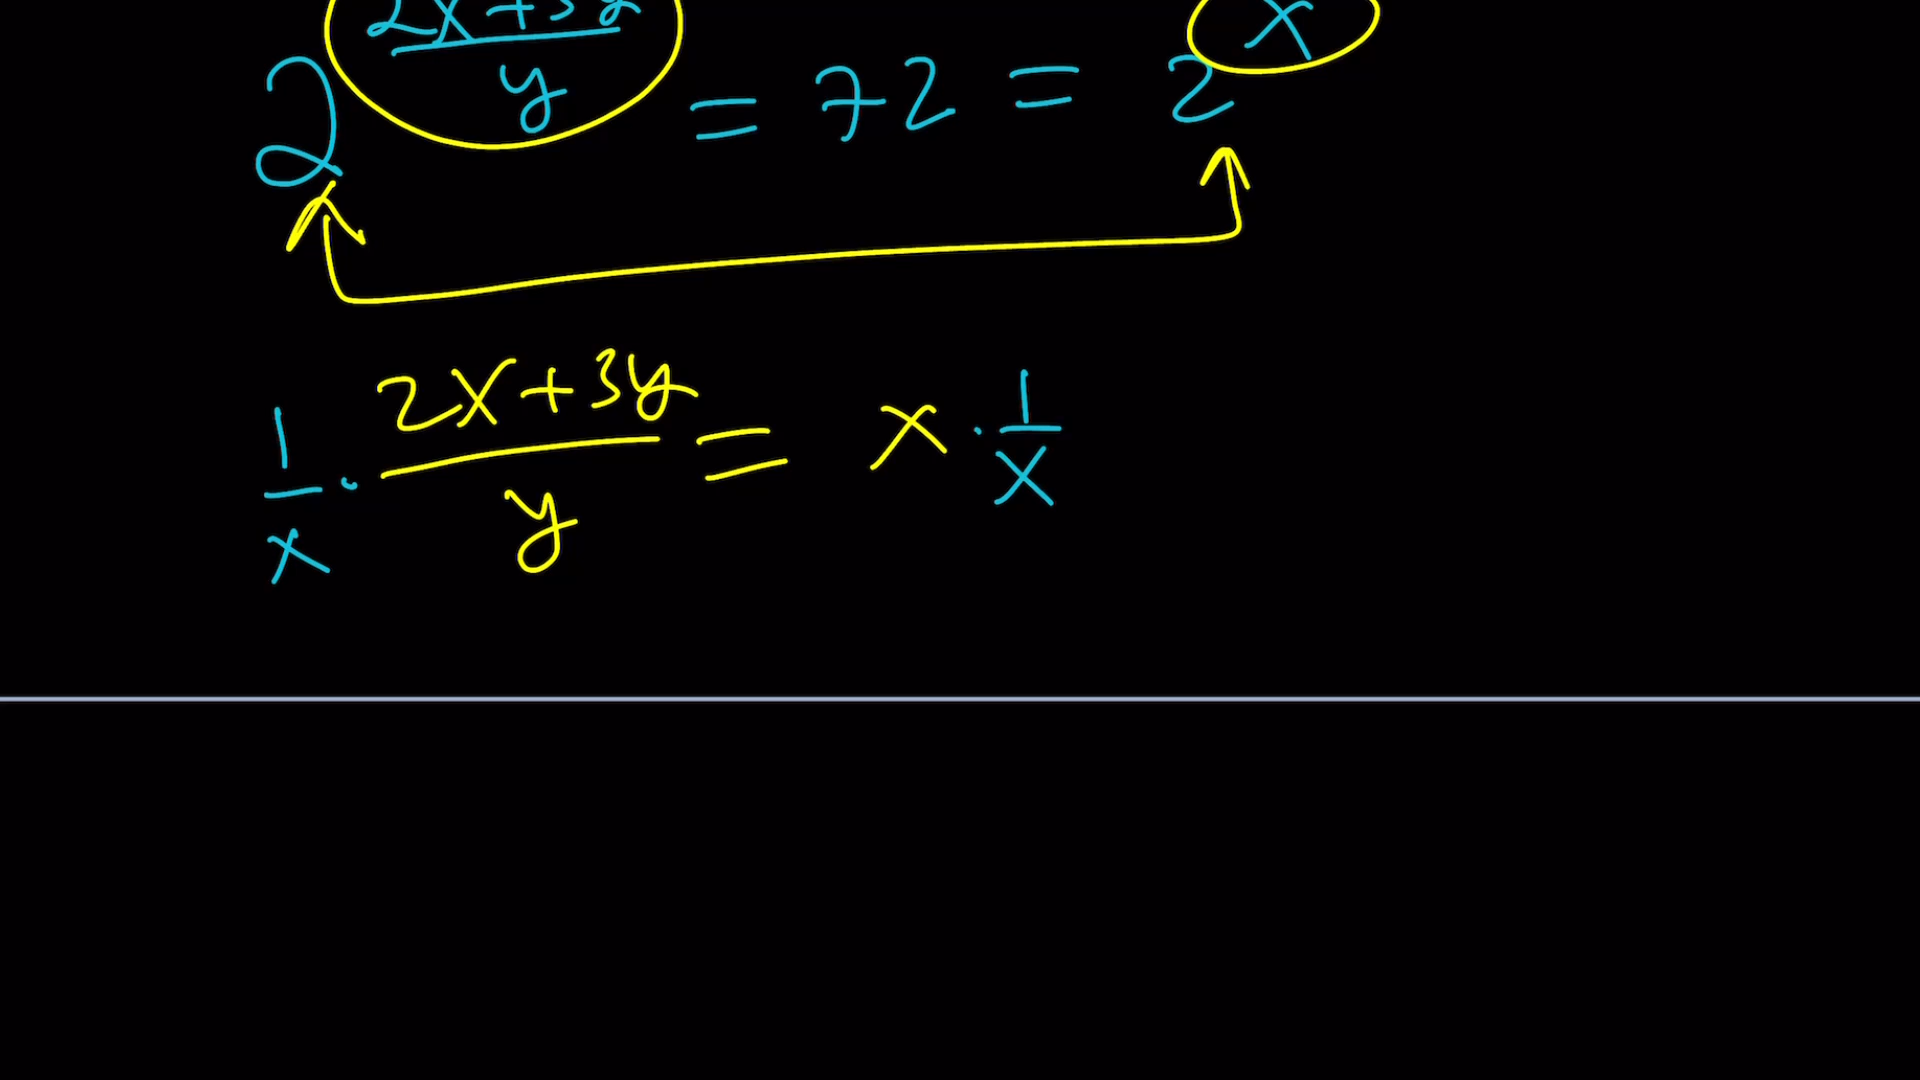 2^((2x+3y)/y) = 72 = 2^x
1/x · (2x+3y)/y = x · 1/x